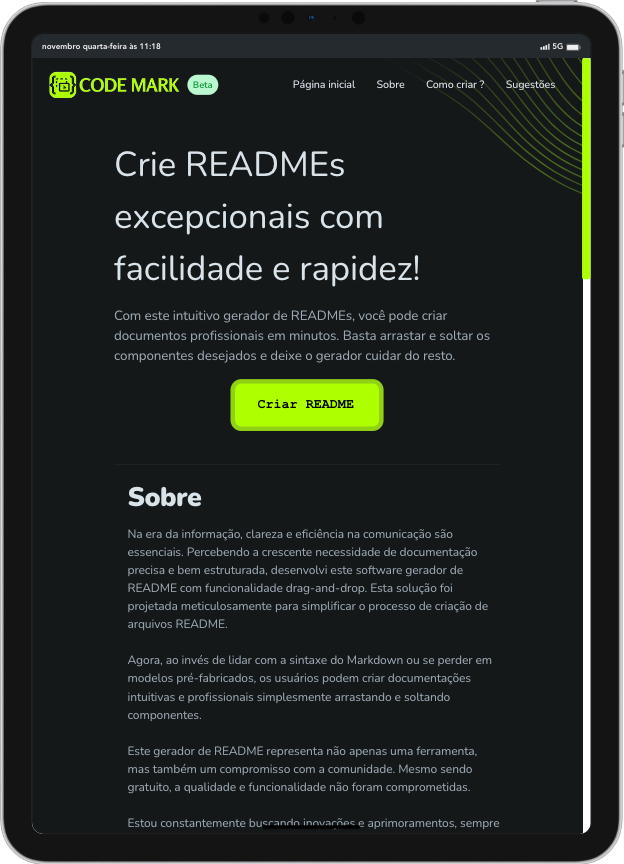 novembro quarta-feira às 11:18
5G
CODE MARK
Beta
Página inicial
Sobre
Como criar ?
Sugestões
Crie READMEs
excepcionais com
facilidade e rapidez!
Com este intuitivo gerador de READMEs, você pode criar
documentos profissionais em minutos. Basta arrastar e soltar os
componentes desejados e deixe o gerador cuidar do resto.
Criar README
Sobre
Na era da informação, clareza e eficiência na comunicação são
essenciais. Percebendo a crescente necessidade de documentação
precisa e bem estruturada, desenvolvi este software gerador de
README com funcionalidade drag-and-drop. Esta solução foi
projetada meticulosamente para simplificar o processo de criação de
arquivos README.
Agora, ao invés de lidar com a sintaxe do Markdown ou se perder em
modelos pré-fabricados, os usuários podem criar documentações
intuitivas e profissionais simplesmente arrastando e soltando
componentes.
Este gerador de README representa não apenas uma ferramenta,
mas também um compromisso com a comunidade. Mesmo sendo
gratuito, a qualidade e funcionalidade não foram comprometidas.
Estou constantemente buscando inovações e aprimoramentos, sempre